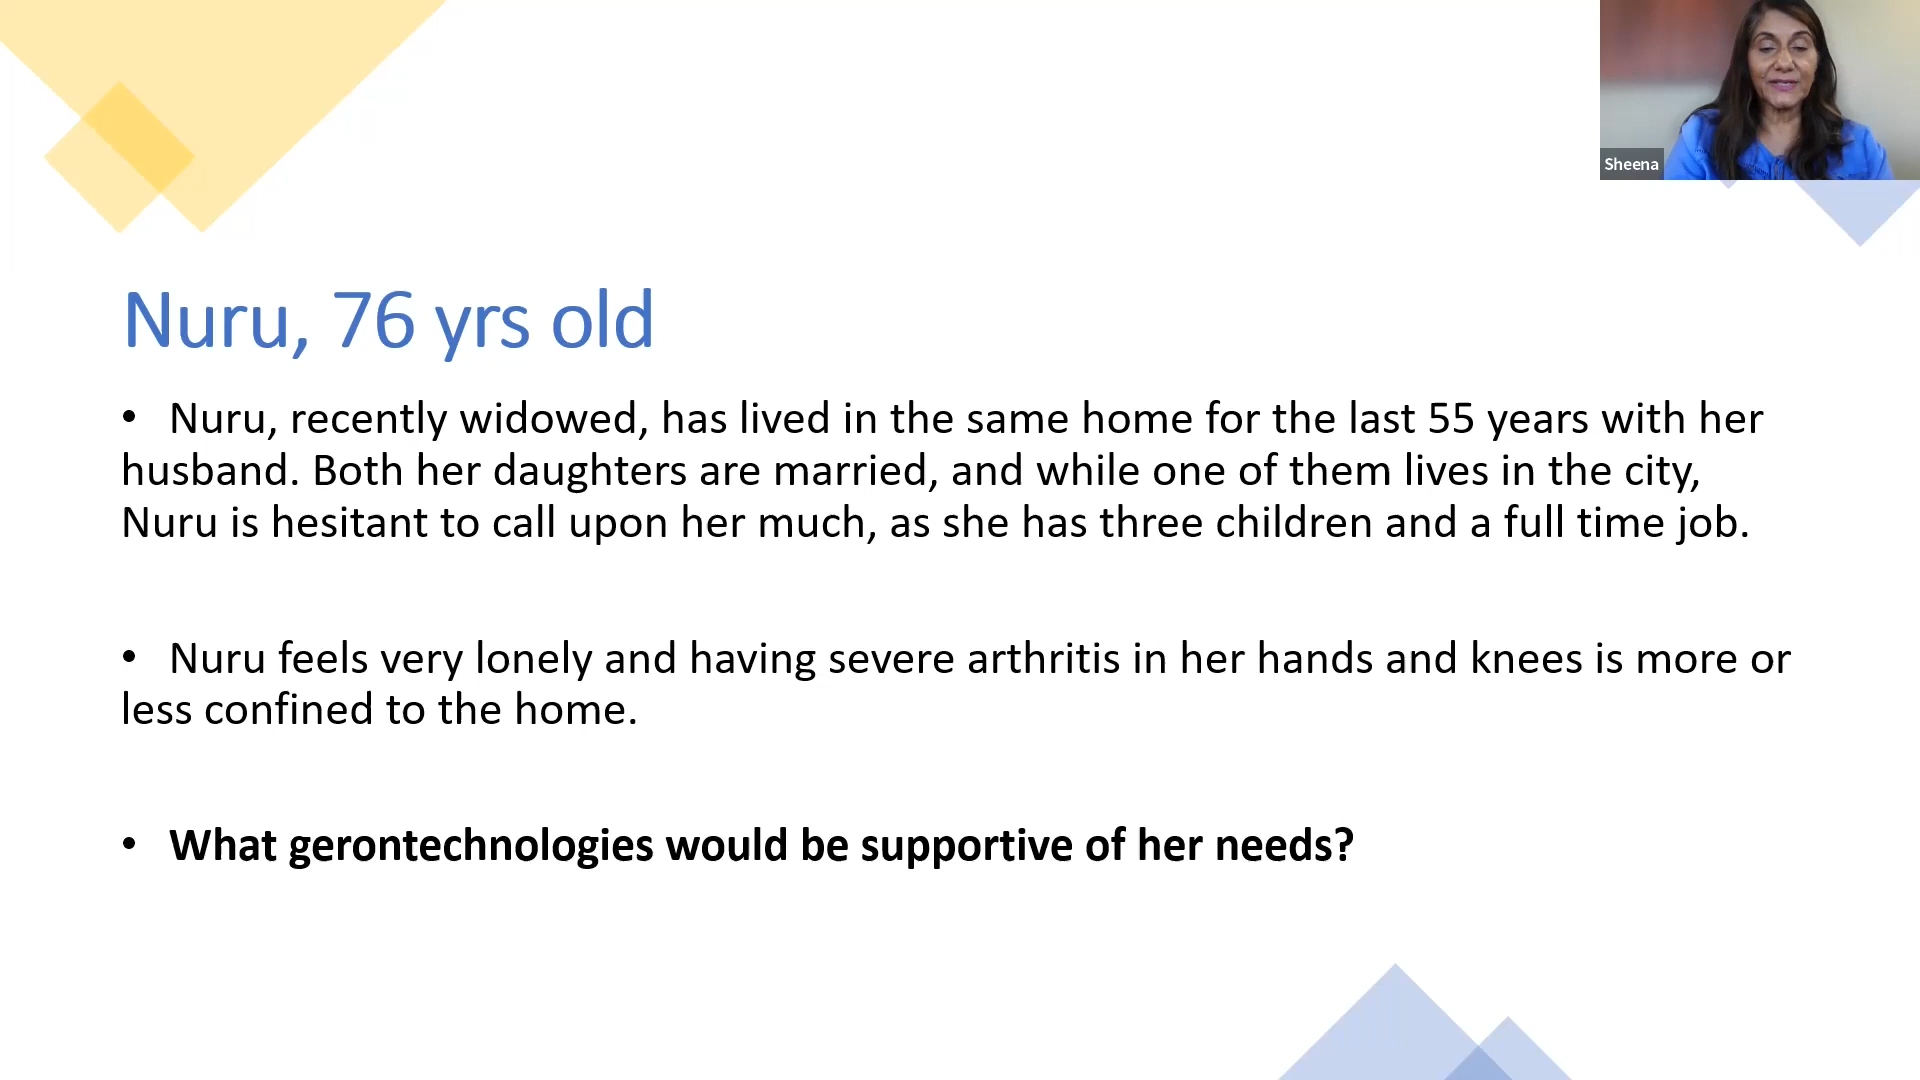 Sheena
Nuru, 76 yrs old
• Nuru, recently widowed, has lived in the same home for the last 55 years with her
husband. Both her daughters are married, and while one of them lives in the city,
Nuru is hesitant to call upon her much, as she has three children and a full time job.
• Nuru feels very lonely and having severe arthritis in her hands and knees is more or
less confined to the home.
• What gerontechnologies would be supportive of her needs?